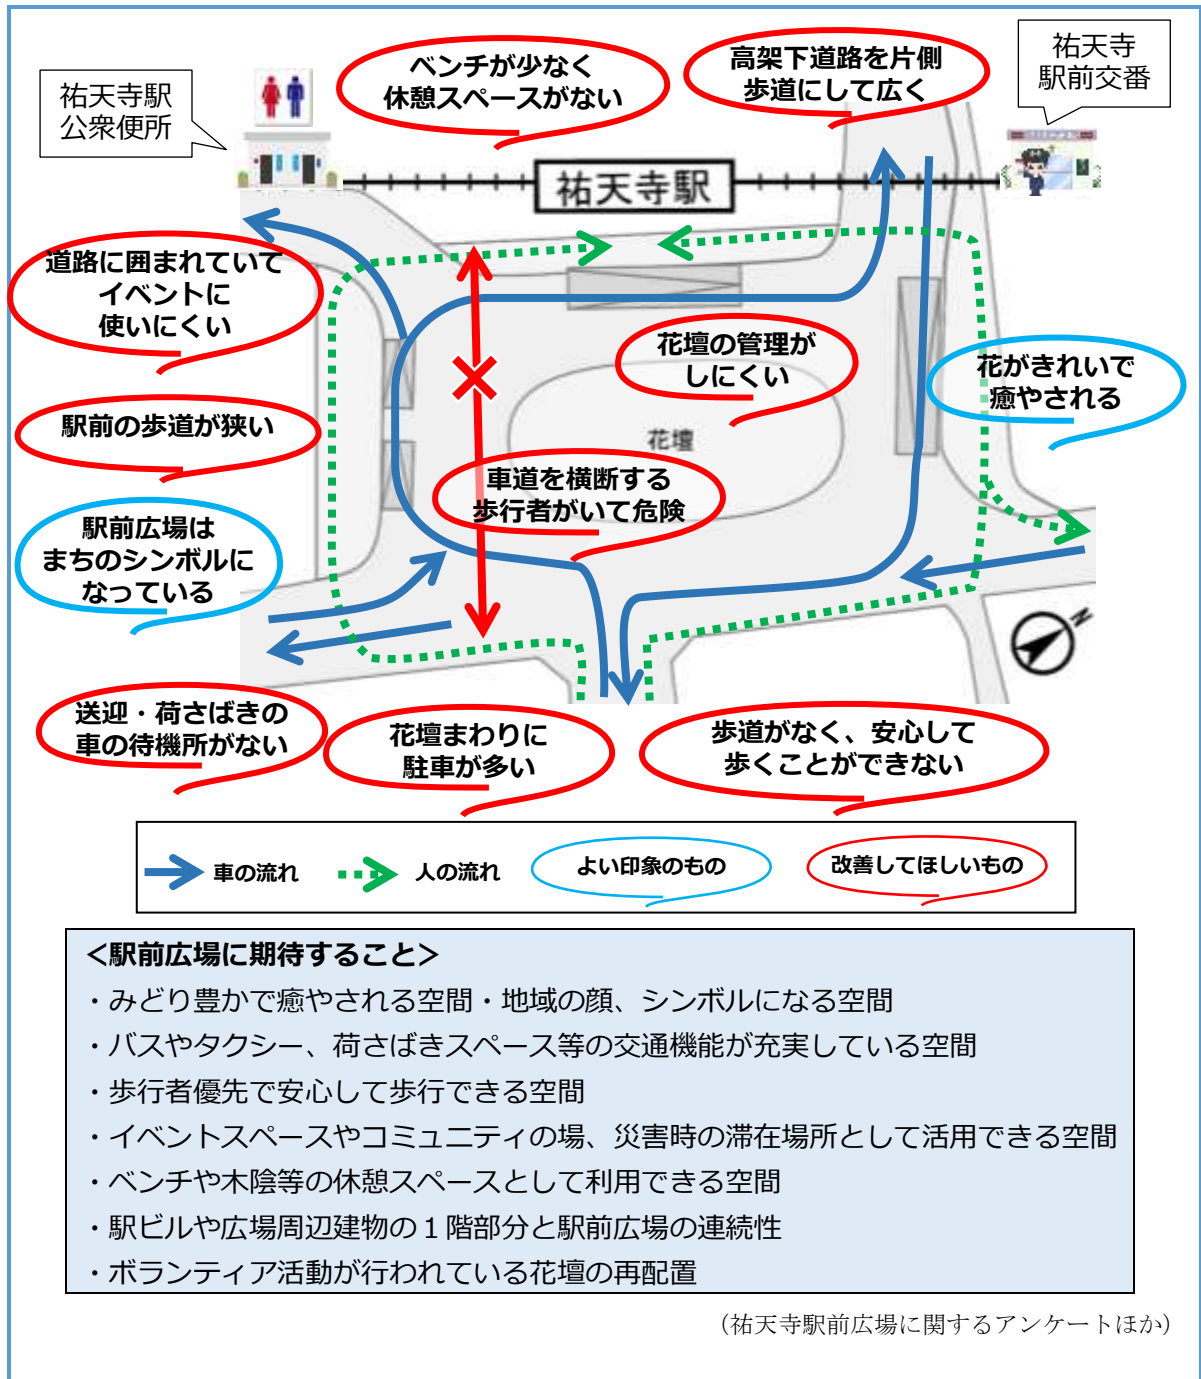 祐天寺駅
公衆便所
ベンチが少なく
休憩スペースがない
高架下道路を片側
歩道にして広く
祐天寺
駅前交番
祐天寺駅
道路に囲まれていて
イベントに
使いにくい
花壇の管理が
しにくい
花がきれいで
癒やされる
駅前の歩道が狭い
花壇
車道を横断する
歩行者がいて危険
駅前広場は
まちのシンボルに
なっている
N
送迎・荷さばきの
車の待機所がない
花壇まわりに
駐車が多い
歩道がなく、安心して
歩くことができない
車の流れ
人の流れ
よい印象のもの
改善してほしいもの
<駅前広場に期待すること>
・みどり豊かで癒やされる空間・地域の顔、シンボルになる空間
・バスやタクシー、荷さばきスペース等の交通機能が充実している空間
・歩行者優先で安心して歩行できる空間
・イベントスペースやコミュニティの場、災害時の滞在場所として活用できる空間
・ベンチや木陰等の休憩スペースとして利用できる空間
・駅ビルや広場周辺建物の１階部分と駅前広場の連続性
・ボランティア活動が行われている花壇の再配置
（祐天寺駅前広場に関するアンケートほか）